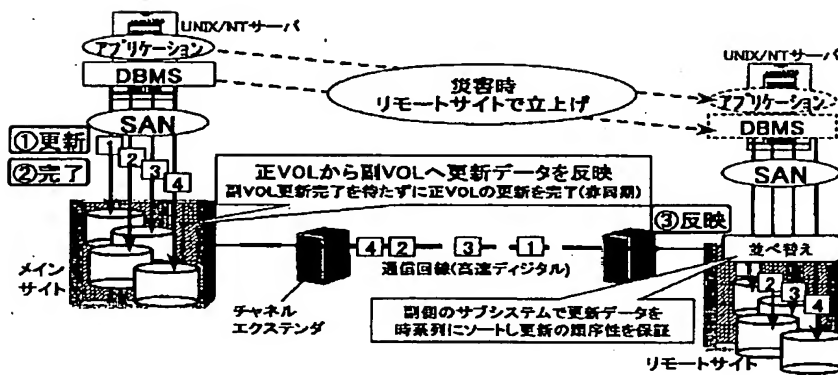 UNIX/NTサーバ
アプリケーション
DBMS
SAN
①更新
②完了
1
2
3
4
メイン
サイト
災害時
リモートサイトで立上げ
正VOLから副VOLへ更新データを反映
副VOL更新完了を待たずに正VOLの更新を完了(非同期)
③反映
4 2 3 1
通信回線(高速ディジタル)
チャネル
エクステンダ
副側のサブシステムで更新データを
時系列にソートし更新の順序性を保証
UNIX/NTサーバ
アプリケーション
DBMS
SAN
並べ替え
2
3
4
リモートサイト